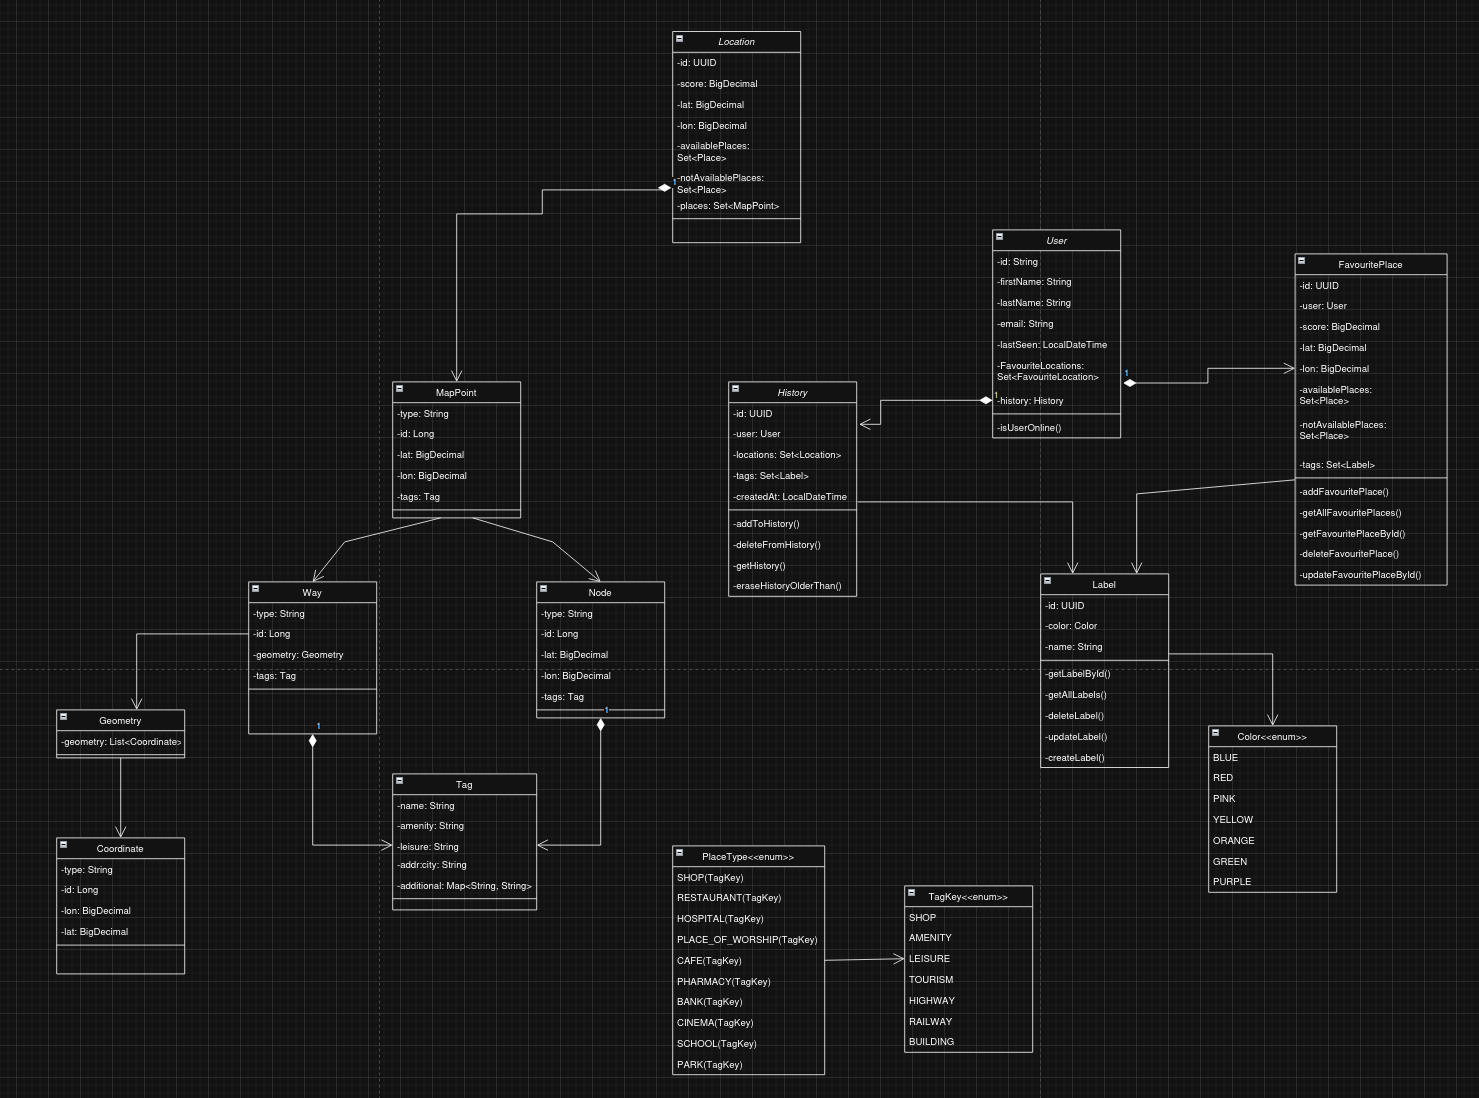 Location
-id: UUID
-score: BigDecimal
-lat: BigDecimal
-lon: BigDecimal
-availablePlaces:
Set<Place>
-notAvailablePlaces:
Set<Place>
-places: Set<MapPoint>
1
User
-id: String
-firstName: String
-lastName: String
-email: String
-lastSeen: LocalDateTime
-FavouriteLocations:
Set<FavouriteLocation>
-history: History
-isUserOnline()
1
1
FavouritePlace
-id: UUID
-user: User
-score: BigDecimal
-lat: BigDecimal
-lon: BigDecimal
-availablePlaces:
Set<Place>
-notAvailablePlaces:
Set<Place>
-tags: Set<Label>
-addFavouritePlace()
-getAllFavouritePlaces()
-getFavouritePlaceById()
-deleteFavouritePlace()
-updateFavouritePlaceById()
MapPoint
-type: String
-id: Long
-lat: BigDecimal
-lon: BigDecimal
-tags: Tag
History
-id: UUID
-user: User
-locations: Set<Location>
-tags: Set<Label>
-createdAt: LocalDateTime
-addToHistory()
-deleteFromHistory()
-getHistory()
-eraseHistoryOlderThan()
Way
-type: String
-id: Long
-geometry: Geometry
-tags: Tag
1
Node
-type: String
-id: Long
-lat: BigDecimal
-lon: BigDecimal
-tags: Tag
1
Label
-id: UUID
-color: Color
-name: String
-getLabelById()
-getAllLabels()
-deleteLabel()
-updateLabel()
-createLabel()
Geometry
-geometry: List<Coordinate>
Color<<enum>>
BLUE
RED
PINK
YELLOW
ORANGE
GREEN
PURPLE
Tag
-name: String
-amenity: String
-leisure: String
-addr:city: String
-additional: Map<String, String>
Coordinate
-type: String
-id: Long
-lon: BigDecimal
-lat: BigDecimal
PlaceType<<enum>>
SHOP(TagKey)
RESTAURANT(TagKey)
HOSPITAL(TagKey)
PLACE_OF_WORSHIP(TagKey)
CAFE(TagKey)
PHARMACY(TagKey)
BANK(TagKey)
CINEMA(TagKey)
SCHOOL(TagKey)
PARK(TagKey)
TagKey<<enum>>
SHOP
AMENITY
LEISURE
TOURISM
HIGHWAY
RAILWAY
BUILDING